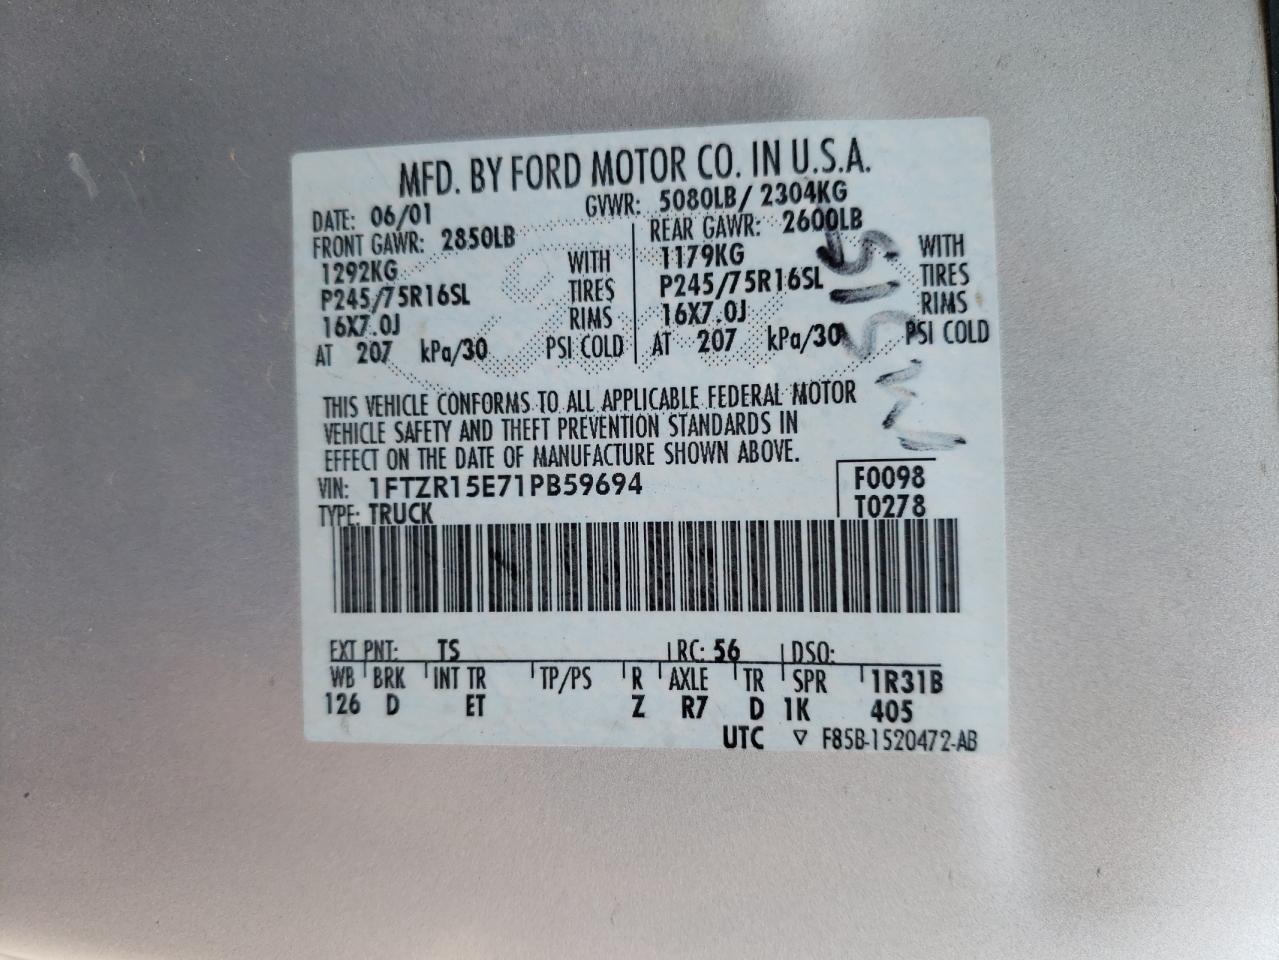 MFD. BY FORD MOTOR CO. IN U.S.A.
DATE: 06/01 GVWR: 5080LB/ 2304KG
FRONT GAWR: 2850LB REAR GAWR: 2600LB
1292KG WITH 1179KG WITH
P245/75R16SL TIRES P245/75R16SL TIRES
16X7.0J RIMS 16X7.0J RIMS
AT 207 kPa/30 PSI COLD AT 207 kPa/30 PSI COLD
THIS VEHICLE CONFORMS TO ALL APPLICABLE FEDERAL MOTOR
VEHICLE SAFETY AND THEFT PREVENTION STANDARDS IN
EFFECT ON THE DATE OF MANUFACTURE SHOWN ABOVE.
VIN: 1FTZR15E71PB59694 F0098
TYPE: TRUCK T0278
EXT PNT: TS RC: 56 DSO:
WB BRK INT TR TP/PS R AXLE TR SPR 1R31B
126 D ET Z R7 D 1K 405
UTC ▽ F85B-1520472-AB